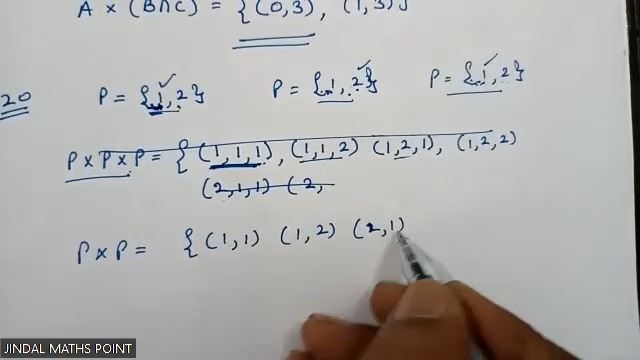 A × (B∩C) = {(0,3), (1,3)}
20 P = {1,2} P = {1,2} P = {1,2}
P×P×P = { (1,1,1), (1,1,2) (1,2,1), (1,2,2)
(2,1,1) (2,
P×P = { (1,1) (1,2) (2,1)
JINDAL MATHS POINT